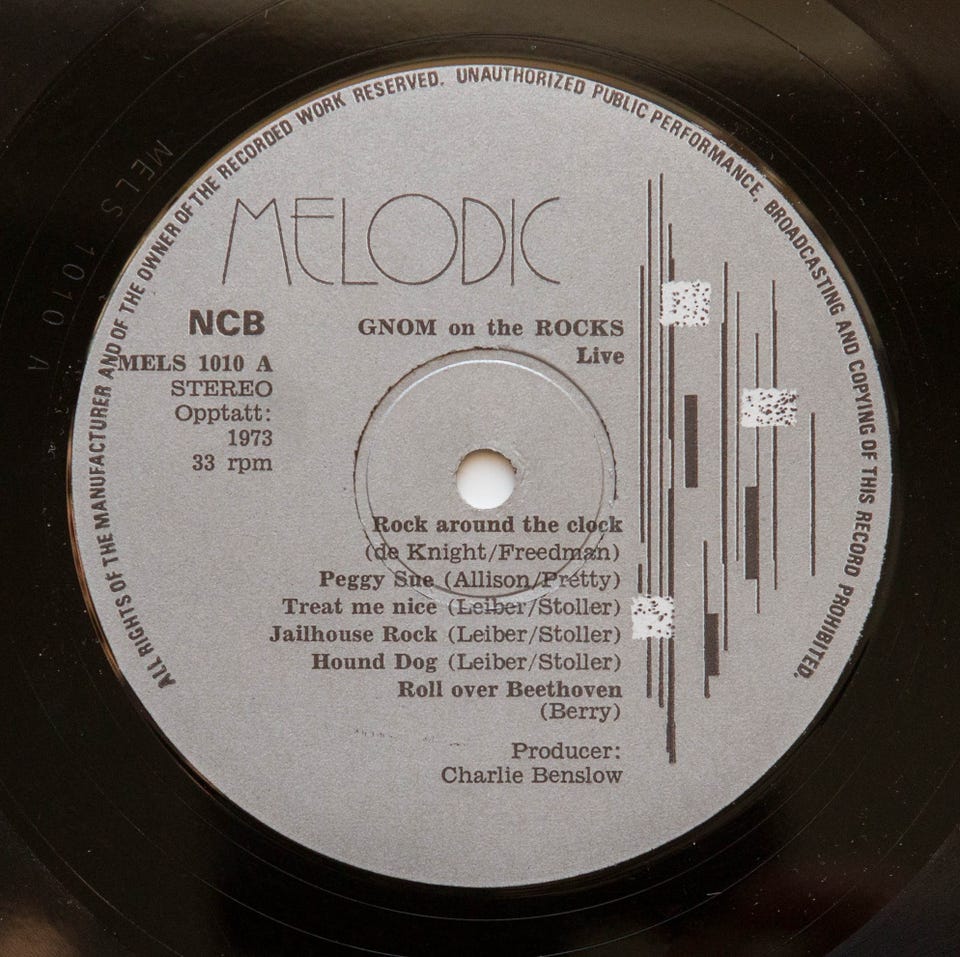 ALL RIGHTS OF THE MANUFACTURER AND OF THE OWNER OF THE RECORDED WORK RESERVED. UNAUTHORIZED PUBLIC PERFORMANCE, BROADCASTING AND COPYING OF THIS RECORD PROHIBITED.
MELODIC
NCB
MELS 1010 A
STEREO
Opptatt:
1973
33 rpm
GNOM on the ROCKS
Live
Rock around the clock
(de Knight/Freedman)
Peggy Sue (Allison/Pretty)
Treat me nice (Leiber/Stoller)
Jailhouse Rock (Leiber/Stoller)
Hound Dog (Leiber/Stoller)
Roll over Beethoven
(Berry)
Producer:
Charlie Benslow
MELS 1010 A